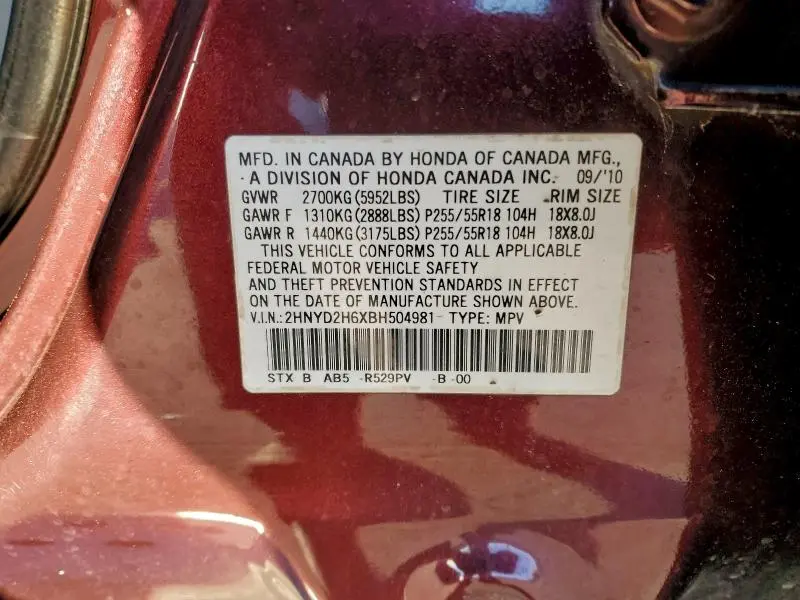 MFD. IN CANADA BY HONDA OF CANADA MFG.,
A DIVISION OF HONDA CANADA INC. 09/'10
GVWR 2700KG(5952LBS) TIRE SIZE RIM SIZE
GAWR F 1310KG(2888LBS) P255/55R18 104H 18X8.0J
GAWR R 1440KG(3175LBS) P255/55R18 104H 18X8.0J
THIS VEHICLE CONFORMS TO ALL APPLICABLE
FEDERAL MOTOR VEHICLE SAFETY
AND THEFT PREVENTION STANDARDS IN EFFECT
ON THE DATE OF MANUFACTURE SHOWN ABOVE.
V.I.N.:2HNYD2H6XBH504981 TYPE: MPV
STX B AB5 -R529PV -B-00